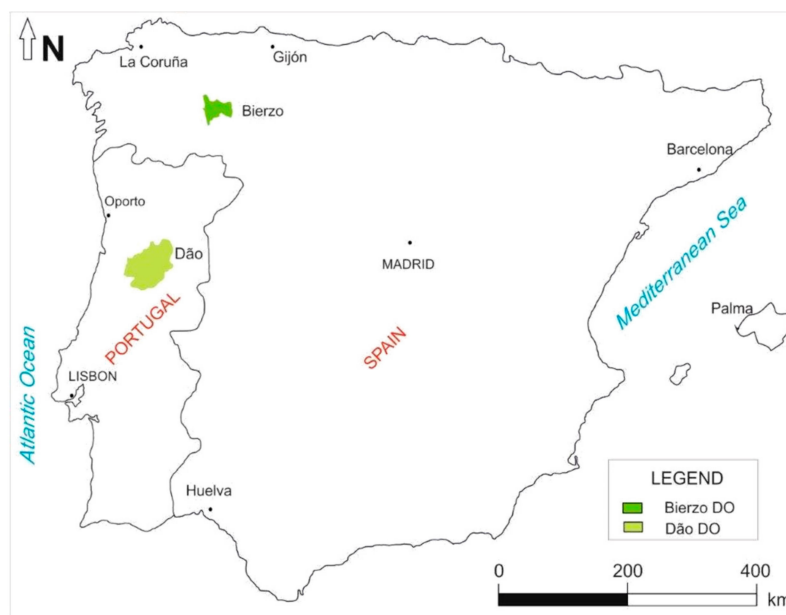 N
La Coruña
Gijón
Bierzo
Barcelona
Oporto
Dão
MADRID
Mediterranean Sea
PORTUGAL
SPAIN
Palma
Atlantic Ocean
LISBON
Huelva
LEGEND
Bierzo DO
Dão DO
0 200 400
km